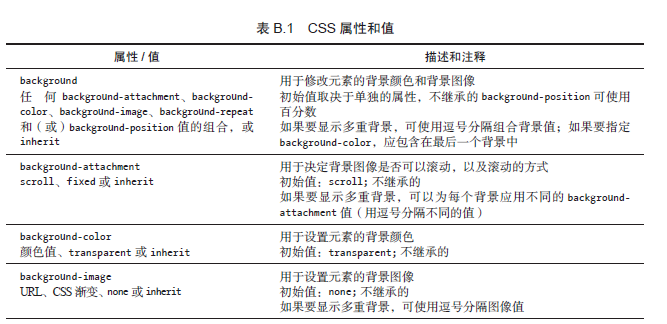 表 B.1 CSS 属性和值
属性 / 值 描述和注释
background
任何 background-attachment、background-
color、background-image、background-repeat
和（或）background-position 值的组合，或
inherit
用于修改元素的背景颜色和背景图像
初始值取决于单独的属性，不继承的 background-position 可使用
百分数
如果要显示多重背景，可使用逗号分隔组合背景值；如果要指定
background-color，应包含在最后一个背景中
background-attachment
scroll、fixed 或 inherit
用于决定背景图像是否可以滚动，以及滚动的方式
初始值：scroll；不继承的
如果要显示多重背景，可以为每个背景应用不同的 background-
attachment 值（用逗号分隔不同的值）
background-color
颜色值、transparent 或 inherit
用于设置元素的背景颜色
初始值：transparent；不继承的
background-image
URL、CSS 渐变、none 或 inherit
用于设置元素的背景图像
初始值：none；不继承的
如果要显示多重背景，可使用逗号分隔图像值